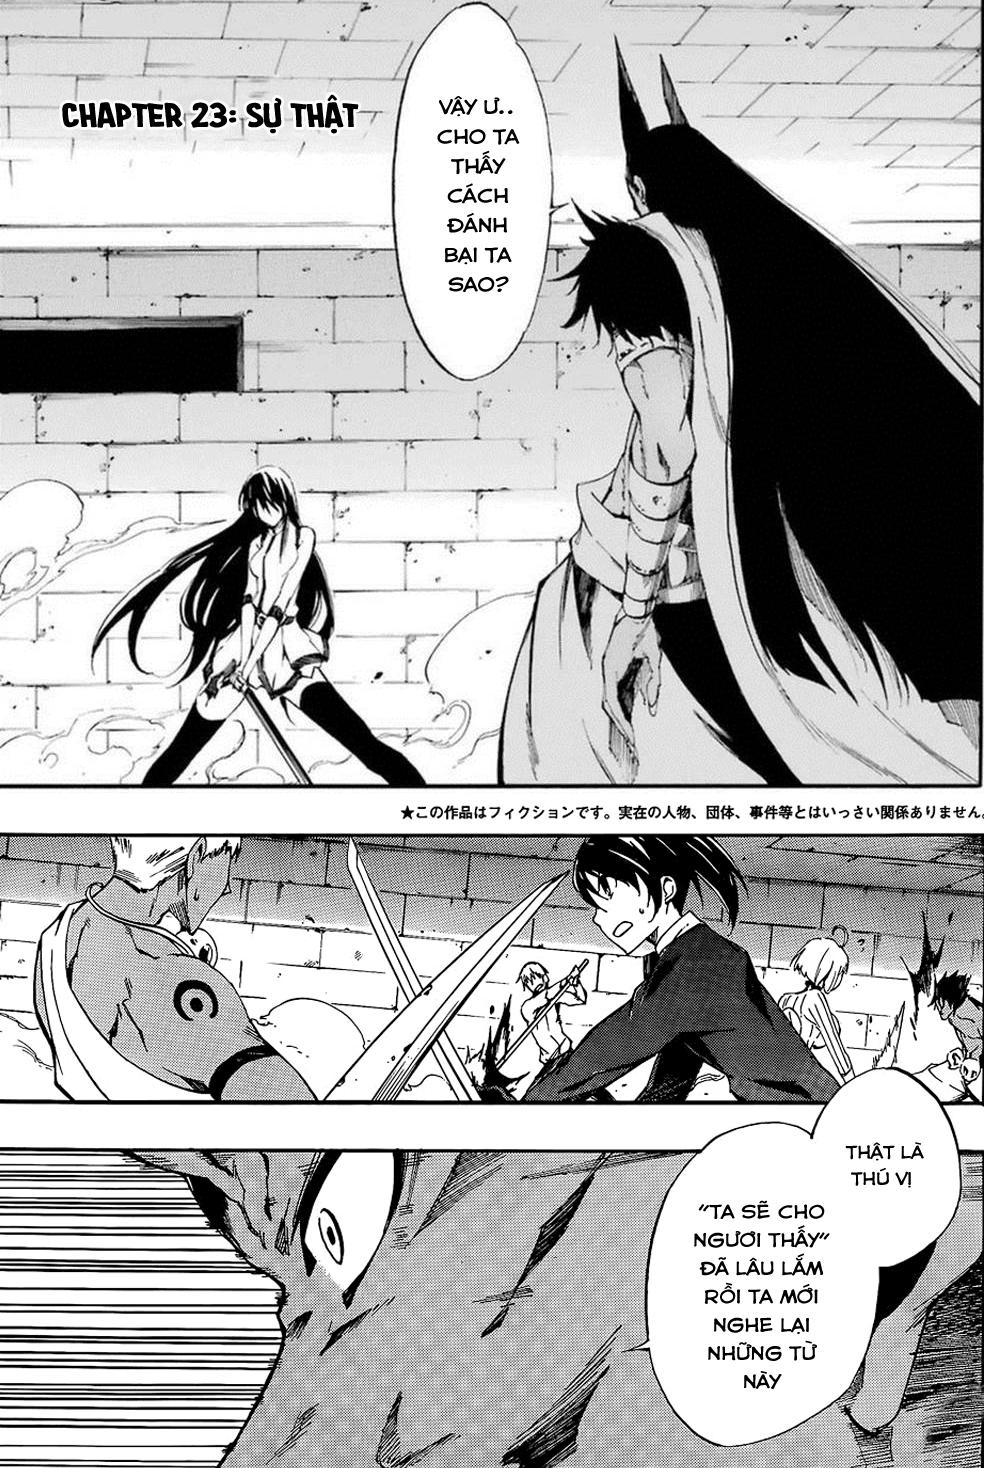 CHAPTER 23: SỰ THẬT
VẬY Ư..
CHO TA
THẤY
CÁCH
ĐÁNH
BẠI TA
SAO?
★この作品はフィクションです。実在の人物、団体、事件等とはいっさい関係ありません。
THẬT LÀ
THÚ VỊ
“TA SẼ CHO
NGƯƠI THẤY”
ĐÃ LÂU LẮM
RỒI TA MỚI
NGHE LẠI
NHỮNG TỪ
NÀY